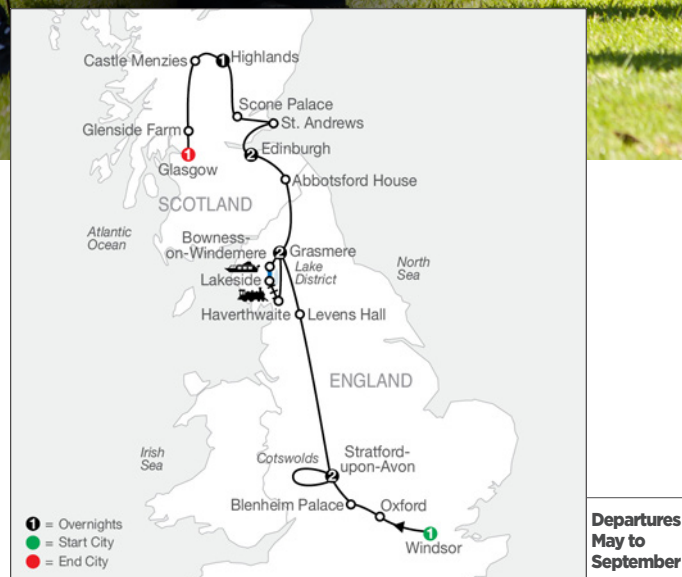 Castle Menzies
1
Highlands
Scone Palace
St. Andrews
Glenside Farm
2
Edinburgh
1
Glasgow
Abbotsford House
SCOTLAND
Atlantic
Ocean
Bowness-
on-Windemere
2
Grasmere
North
Sea
Lake
District
Lakeside
Haverthwaite
Levens Hall
ENGLAND
Irish
Sea
Cotswolds
Stratford-
upon-Avon
2
Blenheim Palace
Oxford
1
Windsor
1 = Overnights
= Start City
= End City
Departures
May to
September